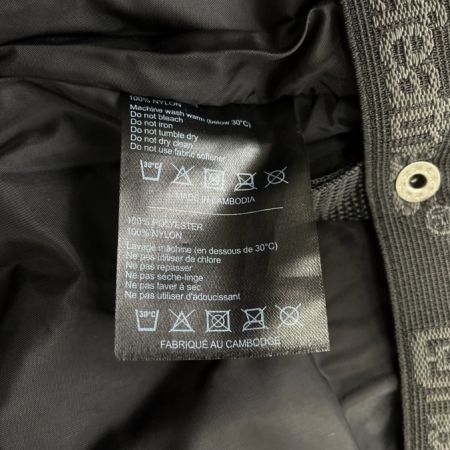 100% NYLON
Machine wash warm (below 30°C)
Do not bleach
Do not iron
Do not tumble dry
Do not dry clean
Do not use fabric softener
30°C
MADE IN CAMBODIA
100% POLYESTER
100% NYLON
Lavage machine (en dessous de 30°C)
Ne pas utiliser de chlore
Ne pas repasser
Ne pas sèche-linge
Ne pas faver à sec.
Ne pas utiliser d'adoucissant
30°C
FABRIQUÉ AU CAMBODGE